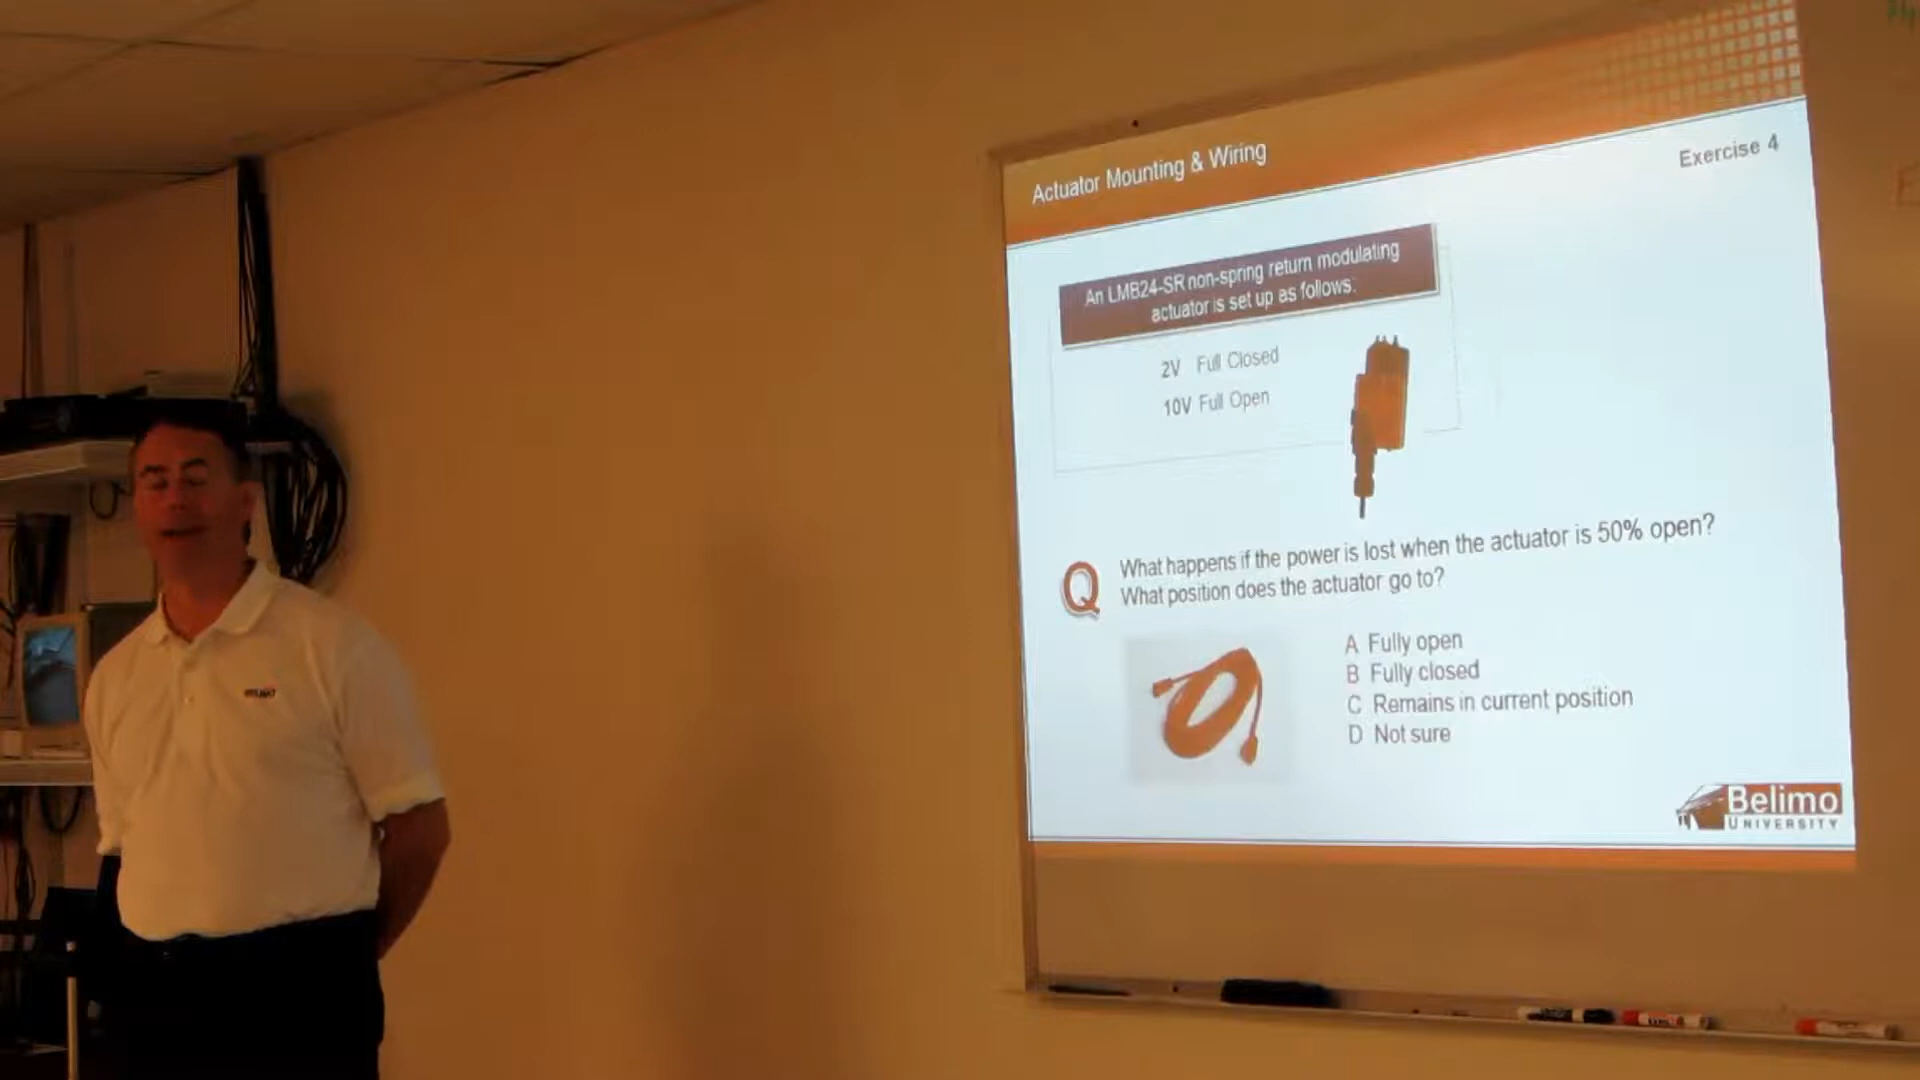 Actuator Mounting & Wiring
Exercise 4
An LMB24-SR non-spring return modulating
actuator is set up as follows:
2V Full Closed
10V Full Open
Q
What happens if the power is lost when the actuator is 50% open?
What position does the actuator go to?
A Fully open
B Fully closed
C Remains in current position
D Not sure
Belimo
UNIVERSITY